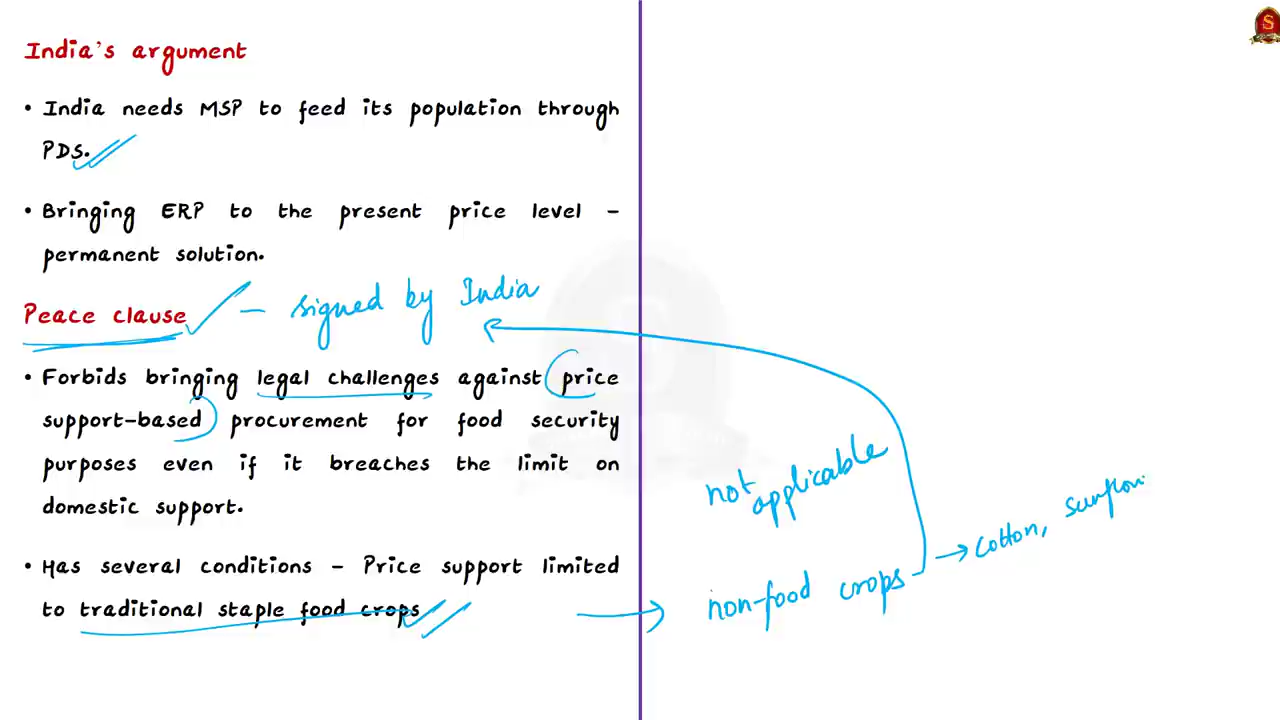 India's argument
• India needs MSP to feed its population through
PDs.
• Bringing ERP to the present price level –
permanent solution.
Peace clause – signed by India
• Forbids bringing legal challenges against price
support-based procurement for food security
purposes even if it breaches the limit on
domestic support.
• Has several conditions – Price support limited
to traditional staple food crops
not applicable
non-food crops → cotton, sunflow
S